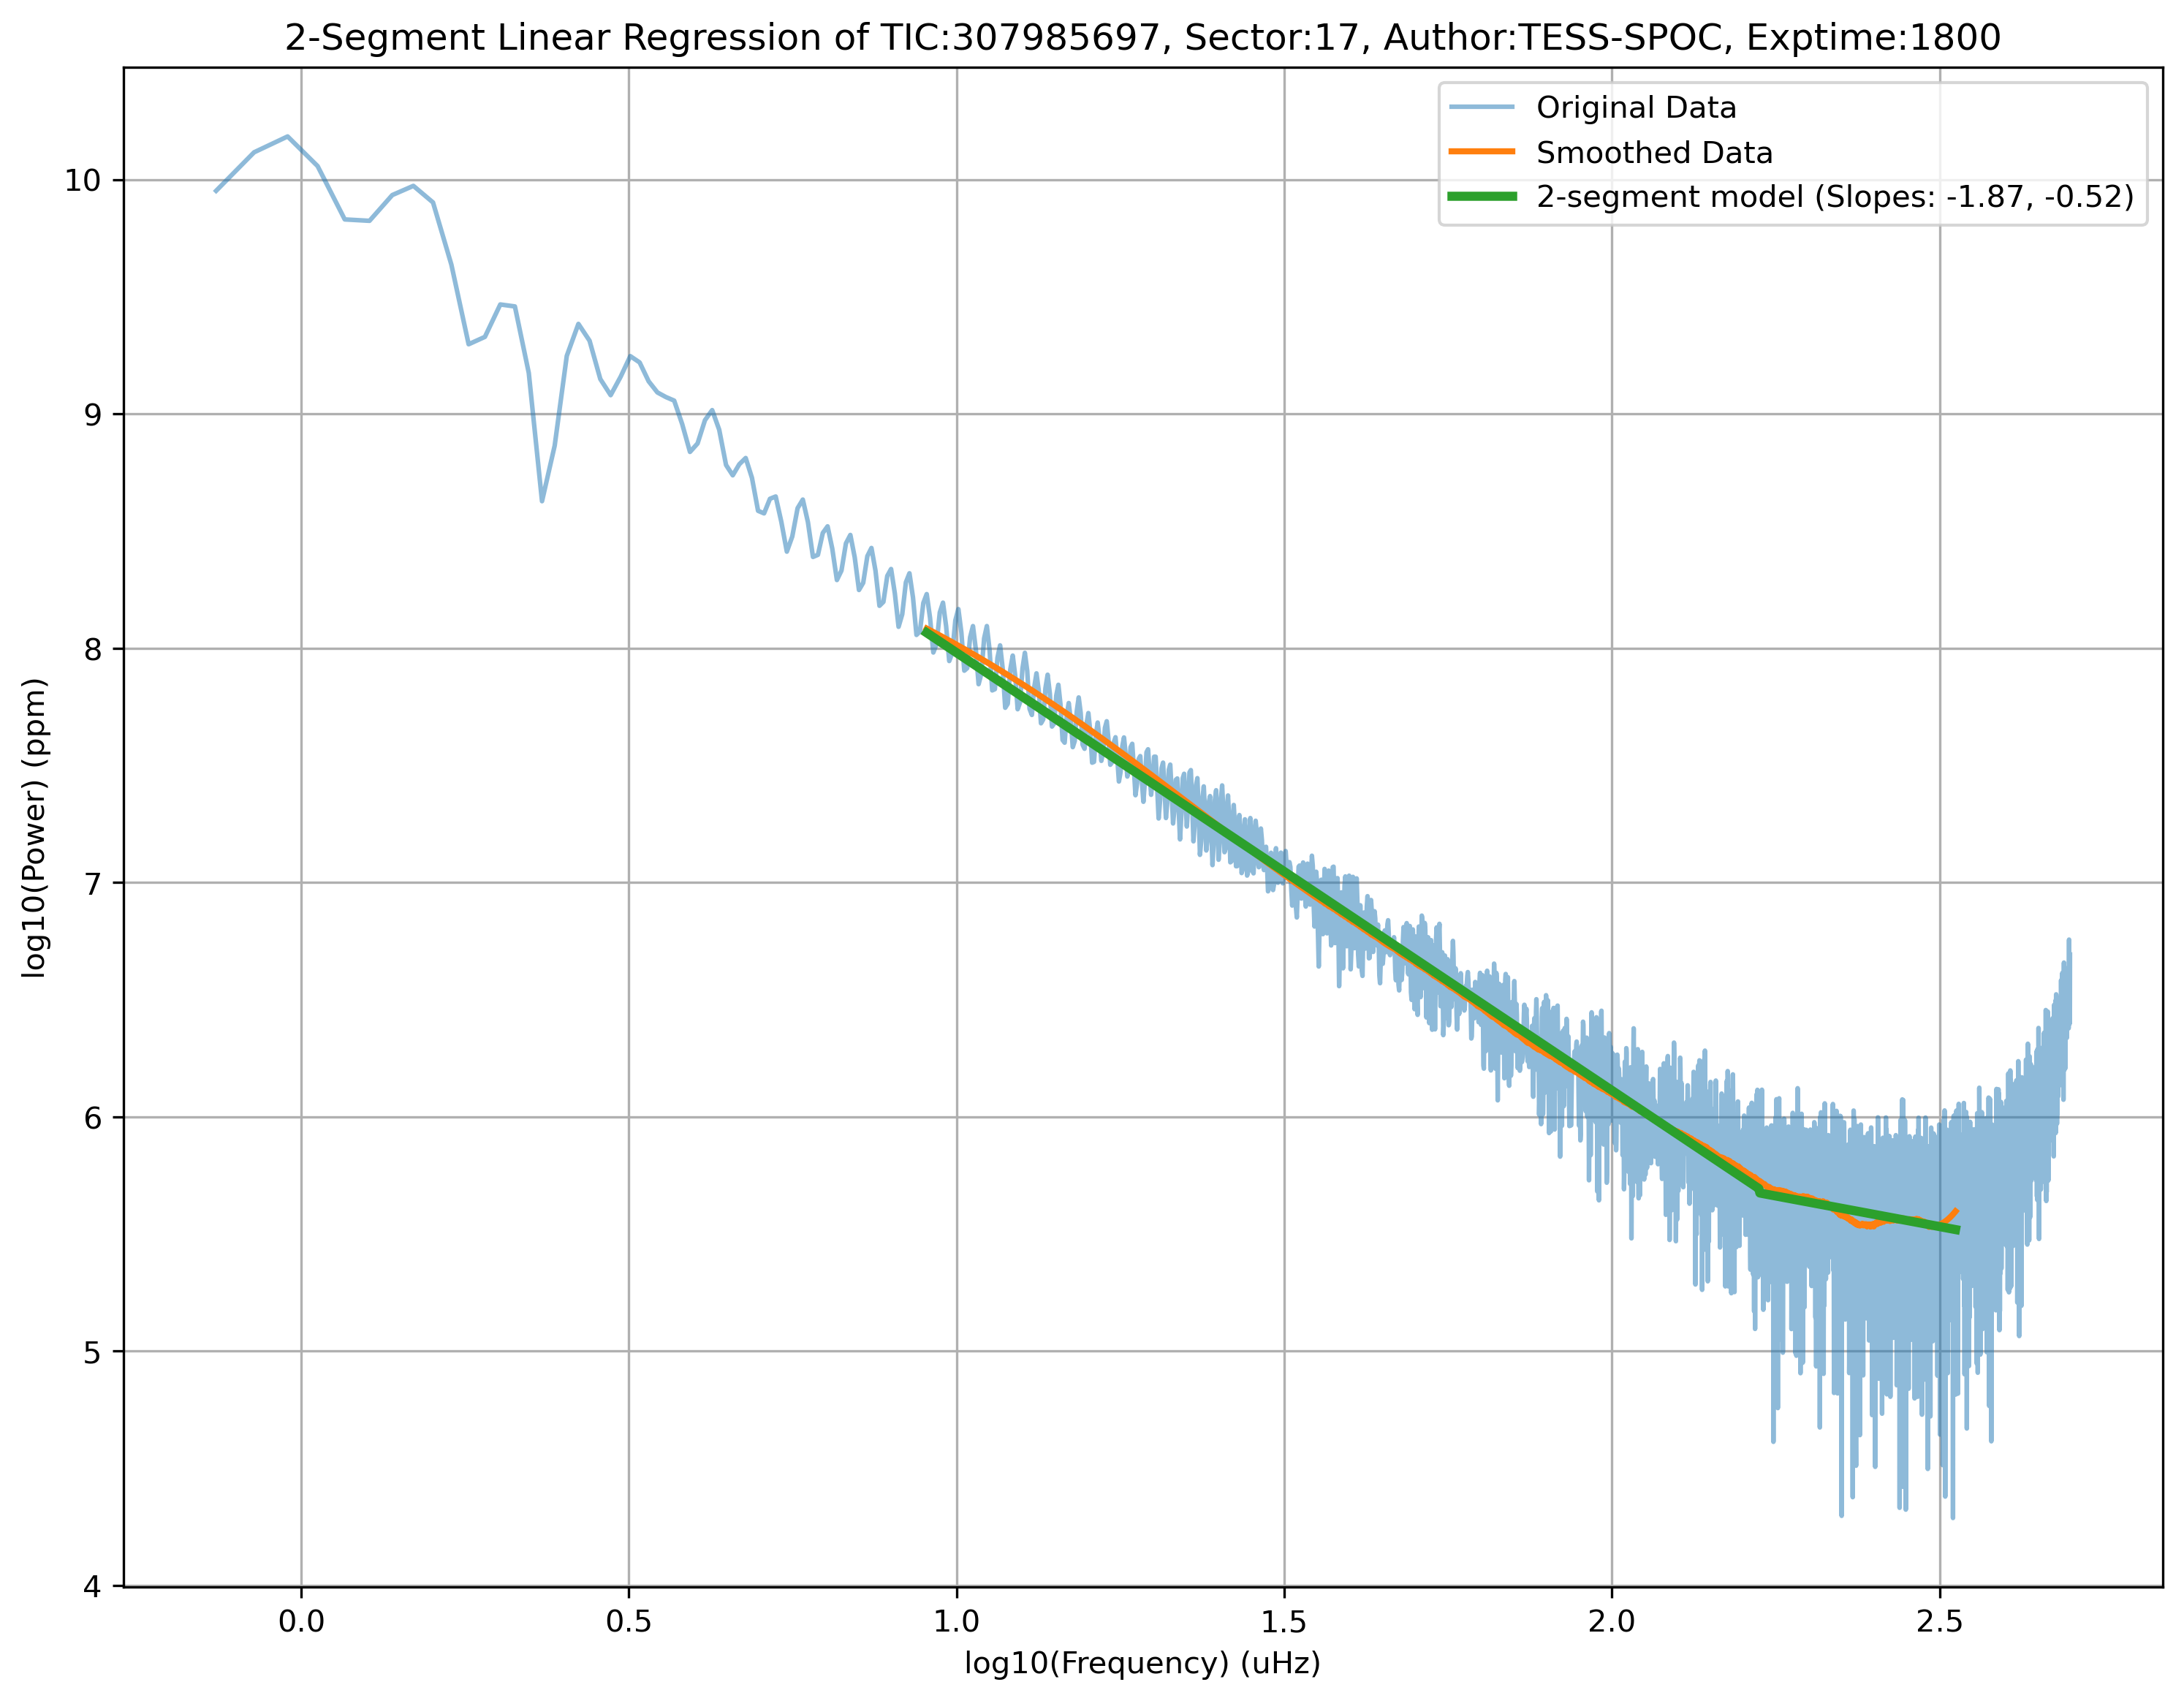 2-Segment Linear Regression of TIC:307985697, Sector:17, Author:TESS-SPOC, Exptime:1800
Original Data
Smoothed Data
2-segment model (Slopes: -1.87, -0.52)
log10(Power) (ppm)
10
9
8
7
6
5
4
0.0 0.5 1.0 1.5 2.0 2.5
log10(Frequency) (uHz)